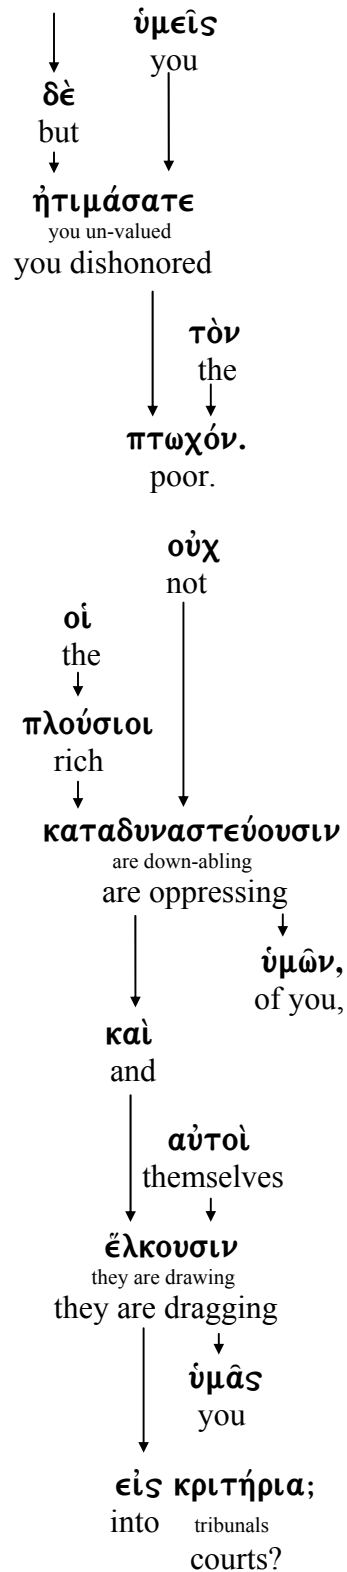 ὑμεῖς
you
δὲ
but
ἠτιμάσατε
you un-valued
you dishonored
τὸν
the
πτωχόν.
poor.
οὐχ
not
οἱ
the
πλούσιοι
rich
καταδυναστεύουσιν
are down-abling
are oppressing
ὑμῶν,
of you,
καὶ
and
αὐτοὶ
themselves
ἕλκουσιν
they are drawing
they are dragging
ὑμᾶς
you
εἰς κριτήρια;
into tribunals
courts?